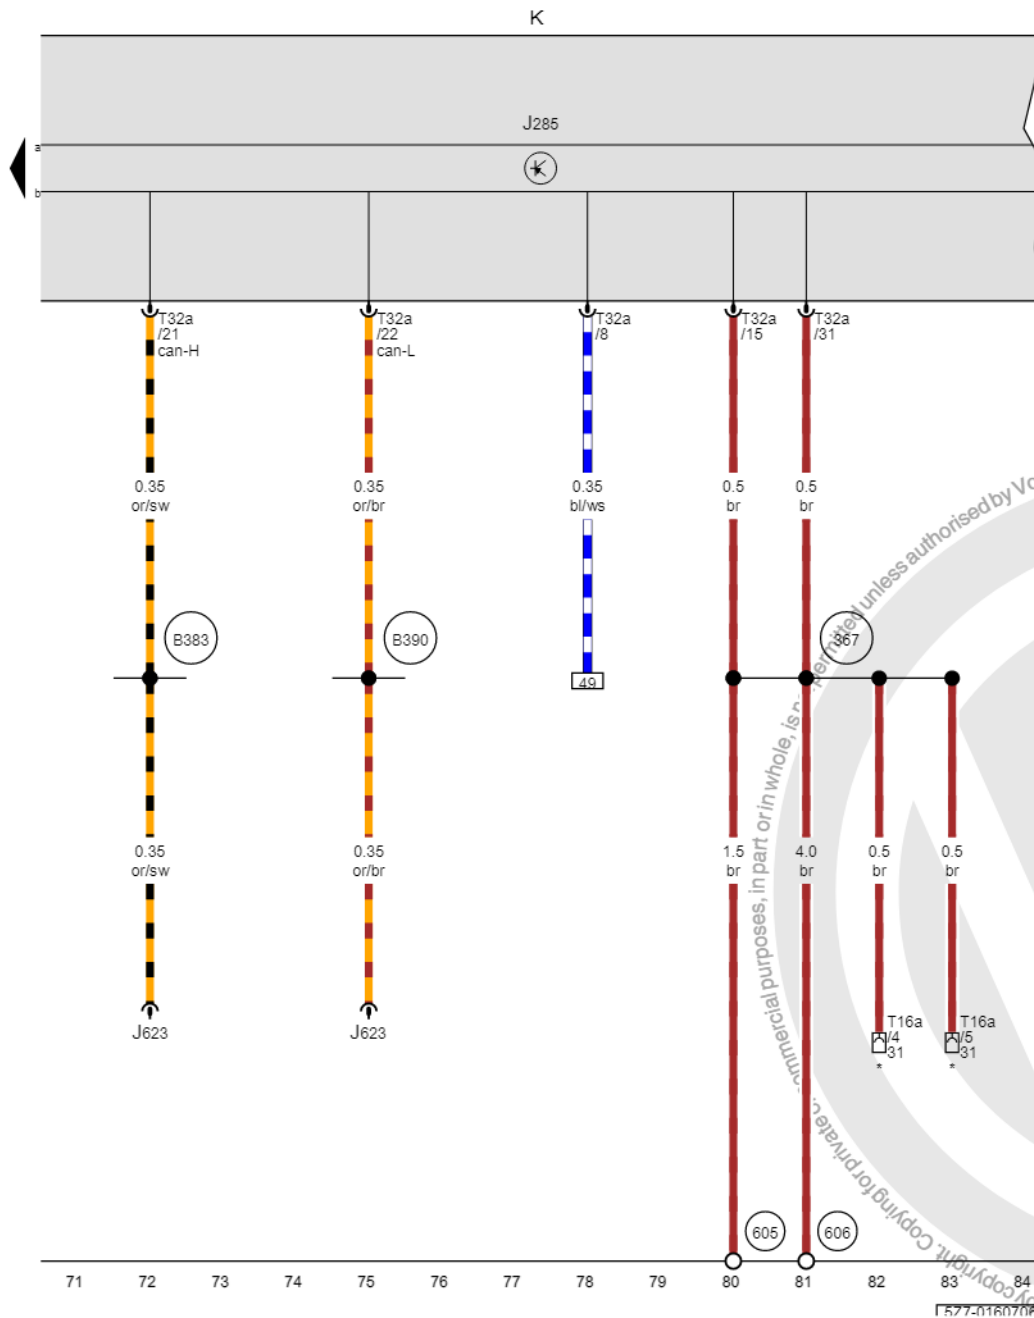 K
J285
a
b
T32a
/21
can-H
T32a
/22
can-L
T32a
/8
T32a
/15
T32a
/31
0.35
or/sw
0.35
or/br
0.35
bl/ws
0.5
br
0.5
br
B383
B390
367
49
0.35
or/sw
0.35
or/br
1.5
br
4.0
br
0.5
br
0.5
br
J623
J623
T16a
/4
31
*
T16a
/5
31
*
605
606
71 72 73 74 75 76 77 78 79 80 81 82 83 84
577-0160706
permitted unless authorised by
commercial purposes, in part or in whole, is
by copyright. Copying for private